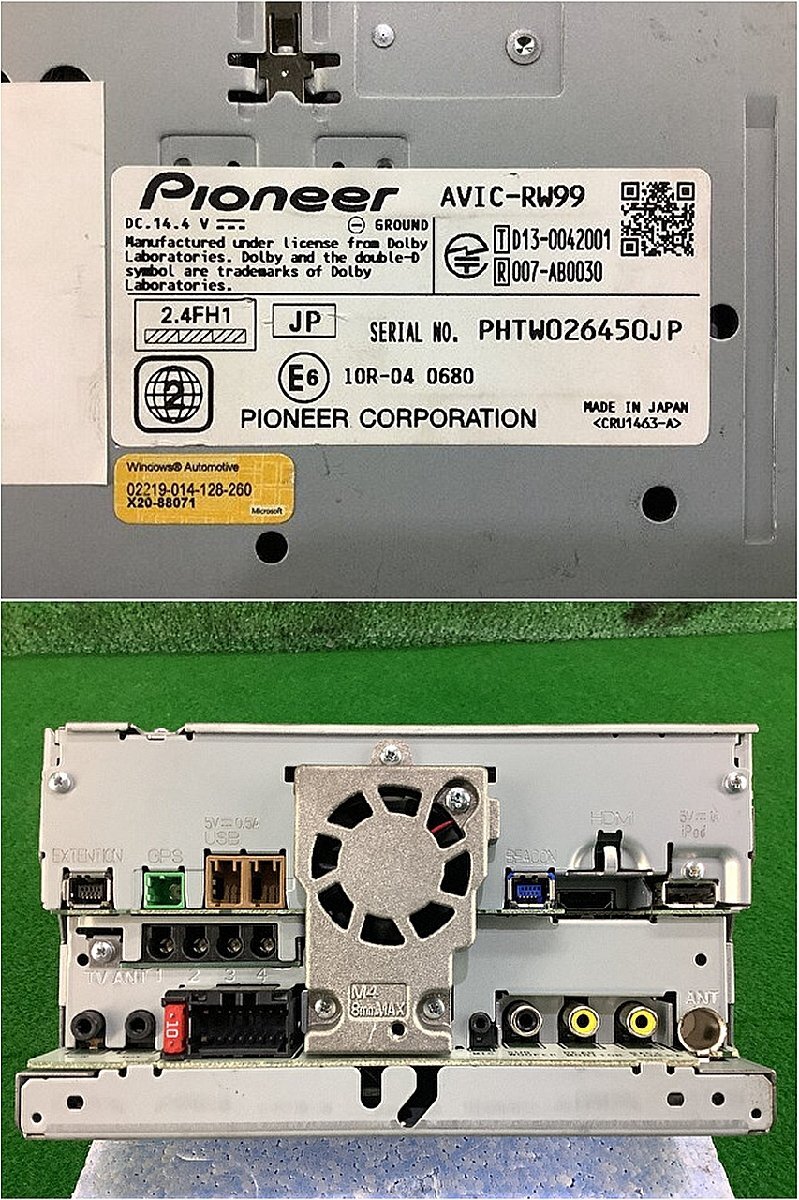 Pioneer AVIC-RW99
DC.14.4 V ⊖ GROUND
Manufactured under license from Dolby
Laboratories. Dolby and the double-D
symbol are trademarks of Dolby
Laboratories.
T D13-0042001
R 007-AB0030
2.4FH1
JP
SERIAL NO. PHTW026450JP
2
E6 10R-04 0680
PIONEER CORPORATION
MADE IN JAPAN
<CRU1463-A>
Windows® Automotive
02219-014-128-260
X20-88071
Microsoft
EXTENTION
GPS
5V 0.5A
USB
BEACON
HDMI
iPod
TV ANT 1 2 3 4
10
M4
8mmMAX
ANT